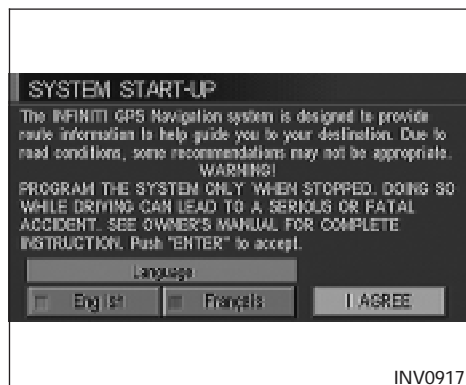 SYSTEM START-UP
The INFINITI GPS Navigation system is designed to provide
route information to help guide you to your destination. Due to
road conditions, some recommendations may not be appropriate.
WARNING!
PROGRAM THE SYSTEM ONLY WHEN STOPPED. DOING SO
WHILE DRIVING CAN LEAD TO A SERIOUS OR FATAL
ACCIDENT. SEE OWNER'S MANUAL FOR COMPLETE
INSTRUCTION. Push "ENTER" to accept.
Language
English Français I AGREE
INV0917